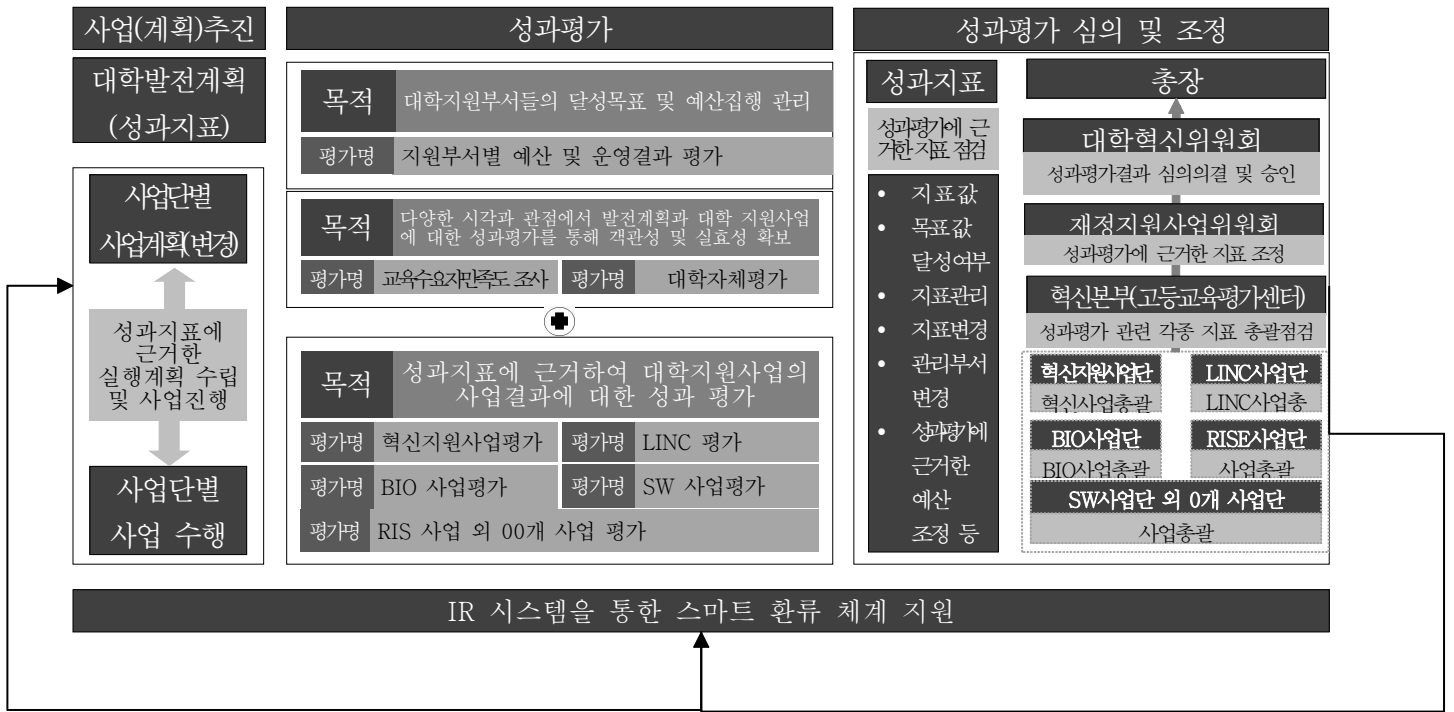 사업(계획)추진
대학발전계획
(성과지표)
사업단별
사업계획(변경)
성과지표에
근거한
실행계획 수립
및 사업진행
사업단별
사업 수행
성과평가
목적 대학지원부서들의 달성목표 및 예산집행 관리
평가명 지원부서별 예산 및 운영결과 평가
목적 다양한 시각과 관점에서 발전계획과 대학 지원사업
에 대한 성과평가를 통해 객관성 및 실효성 확보
평가명 교육수요자만족도 조사 평가명 대학자체평가
목적 성과지표에 근거하여 대학지원사업의
사업결과에 대한 성과 평가
평가명 혁신지원사업평가 평가명 LINC 평가
평가명 BIO 사업평가 평가명 SW 사업평가
평가명 RIS 사업 외 00개 사업 평가
성과평가 심의 및 조정
성과지표
성과평가에 근
거한 지표 점검
• 지표값
• 목표값
달성여부
• 지표관리
• 지표변경
• 관리부서
변경
• 성과평가에
근거한
예산
조정 등
총장
대학혁신위원회
성과평가결과 심의의결 및 승인
재정지원사업위원회
성과평가에 근거한 지표 조정
혁신본부(고등교육평가센터)
성과평가 관련 각종 지표 총괄점검
혁신지원사업단 LINC사업단
혁신사업총괄 LINC사업총
BIO사업단 RISE사업단
BIO사업총괄 사업총괄
SW사업단 외 0개 사업단
사업총괄
IR 시스템을 통한 스마트 환류 체계 지원